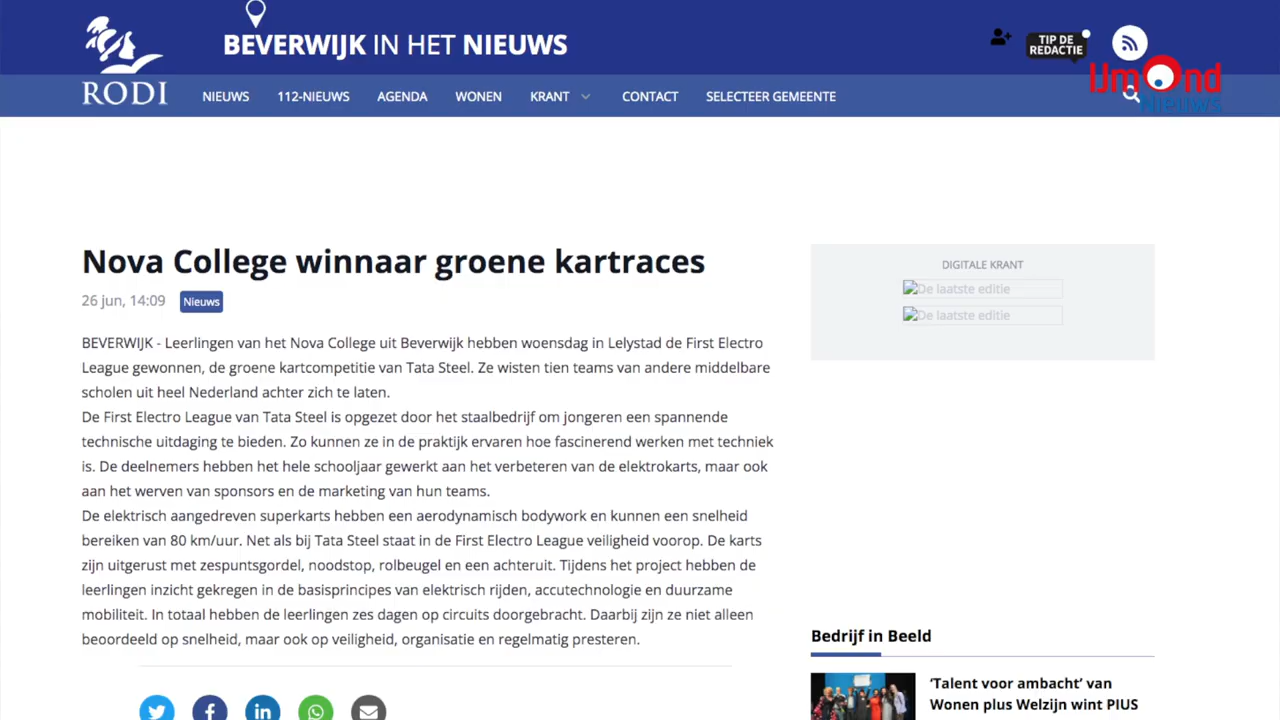 BEVERWIJK IN HET NIEUWS
TIP DE
REDACTIE
IJmond
NIEUWS
RODI
NIEUWS 112-NIEUWS AGENDA WONEN KRANT CONTACT SELECTEER GEMEENTE
Nova College winnaar groene kartraces
26 jun, 14:09 Nieuws
BEVERWIJK - Leerlingen van het Nova College uit Beverwijk hebben woensdag in Lelystad de First Electro
League gewonnen, de groene kartcompetitie van Tata Steel. Ze wisten tien teams van andere middelbare
scholen uit heel Nederland achter zich te laten.
De First Electro League van Tata Steel is opgezet door het staalbedrijf om jongeren een spannende
technische uitdaging te bieden. Zo kunnen ze in de praktijk ervaren hoe fascinerend werken met techniek
is. De deelnemers hebben het hele schooljaar gewerkt aan het verbeteren van de elektrokarts, maar ook
aan het werven van sponsors en de marketing van hun teams.
De elektrisch aangedreven superkarts hebben een aerodynamisch bodywork en kunnen een snelheid
bereiken van 80 km/uur. Net als bij Tata Steel staat in de First Electro League veiligheid voorop. De karts
zijn uitgerust met zespuntsgordel, noodstop, rolbeugel en een achteruit. Tijdens het project hebben de
leerlingen inzicht gekregen in de basisprincipes van elektrisch rijden, accutechnologie en duurzame
mobiliteit. In totaal hebben de leerlingen zes dagen op circuits doorgebracht. Daarbij zijn ze niet alleen
beoordeeld op snelheid, maar ook op veiligheid, organisatie en regelmatig presteren.
DIGITALE KRANT
De laatste editie
De laatste editie
Bedrijf in Beeld
‘Talent voor ambacht’ van
Wonen plus Welzijn wint PIUS